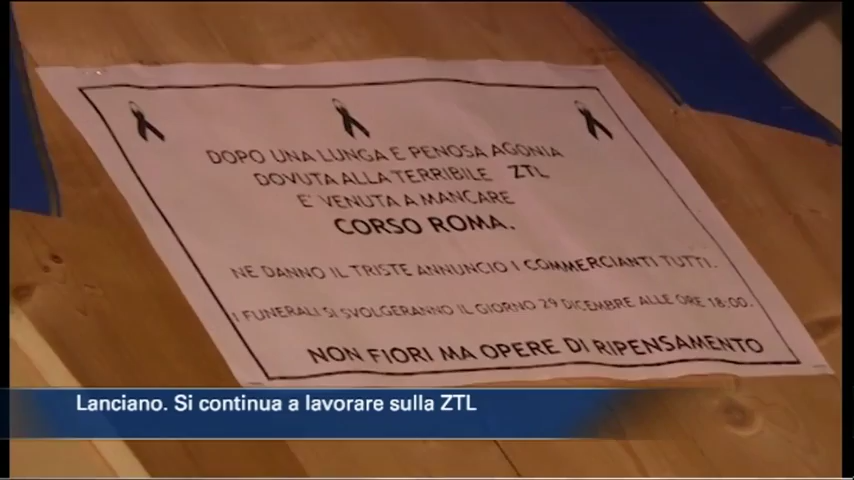 DOPO UNA LUNGA E PENOSA AGONIA
DOVUTA ALLA TERRIBILE ZTL
E' VENUTA A MANCARE
CORSO ROMA.
NE DANNO IL TRISTE ANNUNCIO I COMMERCIANTI TUTTI.
I FUNERALI SI SVOLGERANNO IL GIORNO 29 DICEMBRE ALLE ORE 18:00.
NON FIORI MA OPERE DI RIPENSAMENTO
Lanciano. Si continua a lavorare sulla ZTL